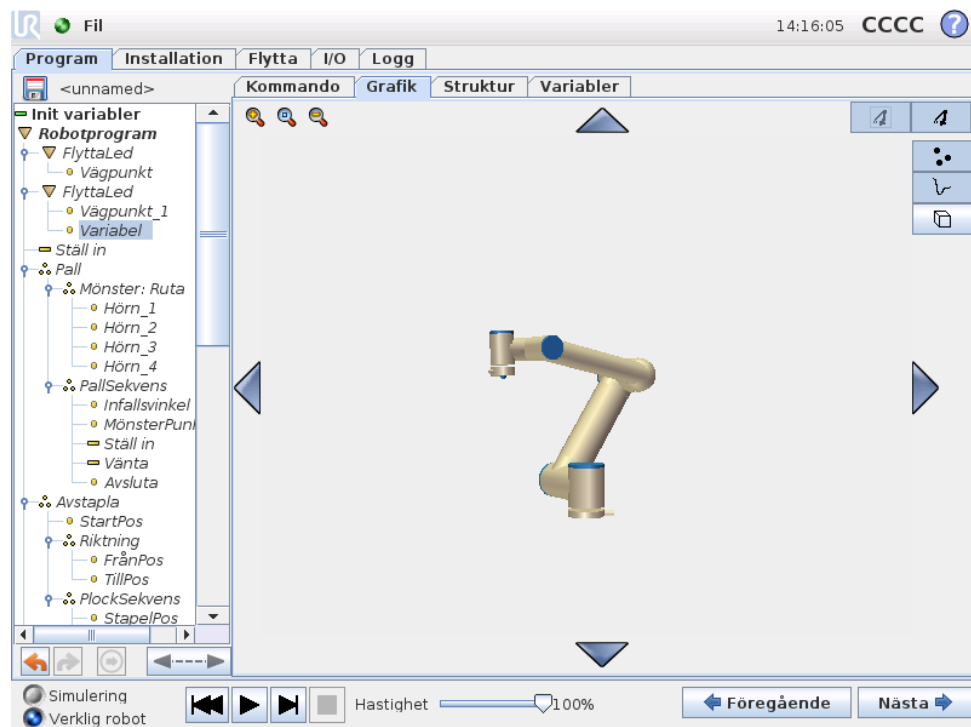 UR Fil 14:16:05 CCCC ?
Program Installation Flytta I/O Logg
<unnamed> Kommando Grafik Struktur Variabler
Init variabler
Robotprogram
FlyttaLed
Vägpunkt
FlyttaLed
Vägpunkt_1
Variabel
Ställ in
Pall
Mönster: Ruta
Hörn_1
Hörn_2
Hörn_3
Hörn_4
PallSekvens
Infallsvinkel
MönsterPunk
Ställ in
Vänta
Avsluta
Avstapla
StartPos
Riktning
FrånPos
TillPos
PlockSekvens
StapelPos
Simulering
Verklig robot
Hastighet 100% Föregående Nästa